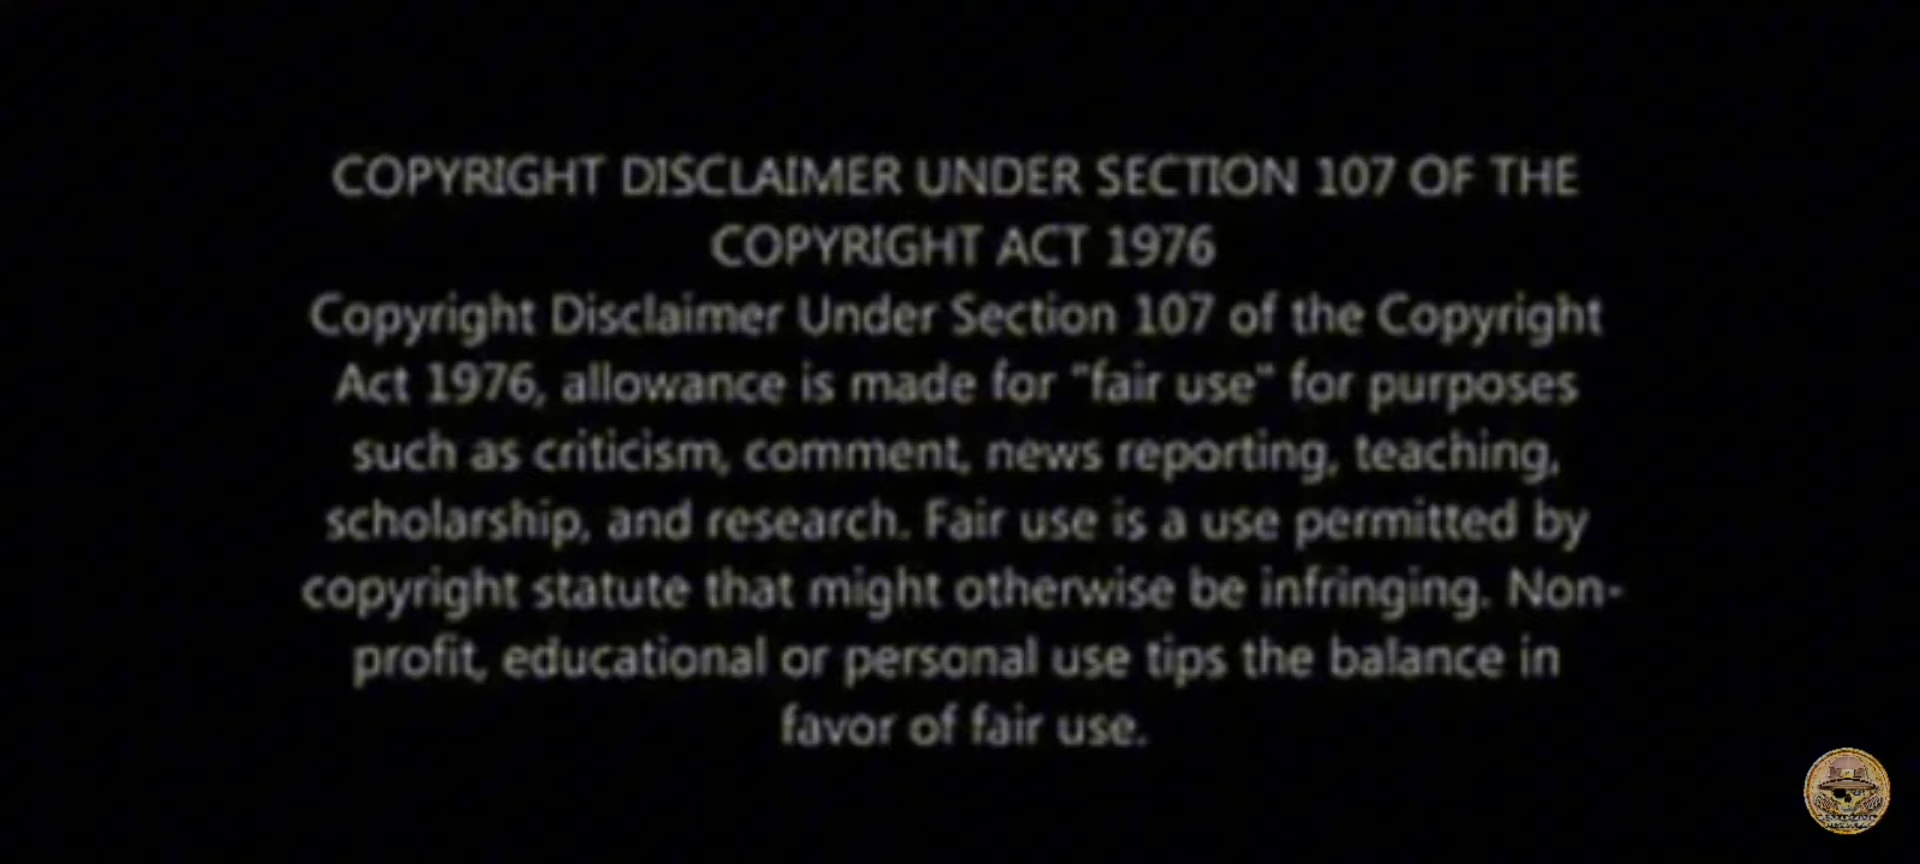 COPYRIGHT DISCLAIMER UNDER SECTION 107 OF THE
COPYRIGHT ACT 1976
Copyright Disclaimer Under Section 107 of the Copyright
Act 1976, allowance is made for "fair use" for purposes
such as criticism, comment, news reporting, teaching,
scholarship, and research. Fair use is a use permitted by
copyright statute that might otherwise be infringing. Non-
profit, educational or personal use tips the balance in
favor of fair use.